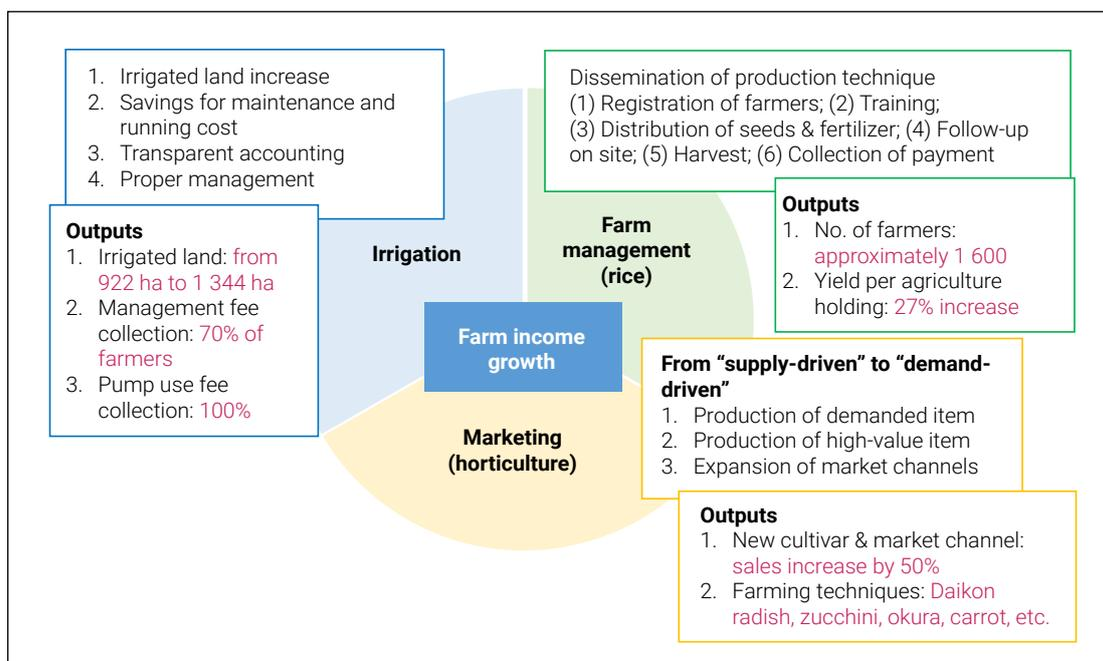 1. Irrigated land increase
2. Savings for maintenance and
running cost
3. Transparent accounting
4. Proper management
Outputs
1. Irrigated land: from
922 ha to 1 344 ha
2. Management fee
collection: 70% of
farmers
3. Pump use fee
collection: 100%
Irrigation
Dissemination of production technique
(1) Registration of farmers; (2) Training;
(3) Distribution of seeds & fertilizer; (4) Follow-up
on site; (5) Harvest; (6) Collection of payment
Farm
management
(rice)
Outputs
1. No. of farmers:
approximately 1 600
2. Yield per agriculture
holding: 27% increase
Farm income
growth
Marketing
(horticulture)
From “supply-driven” to “demand-
driven”
1. Production of demanded item
2. Production of high-value item
3. Expansion of market channels
Outputs
1. New cultivar & market channel:
sales increase by 50%
2. Farming techniques: Daikon
radish, zucchini, okura, carrot, etc.